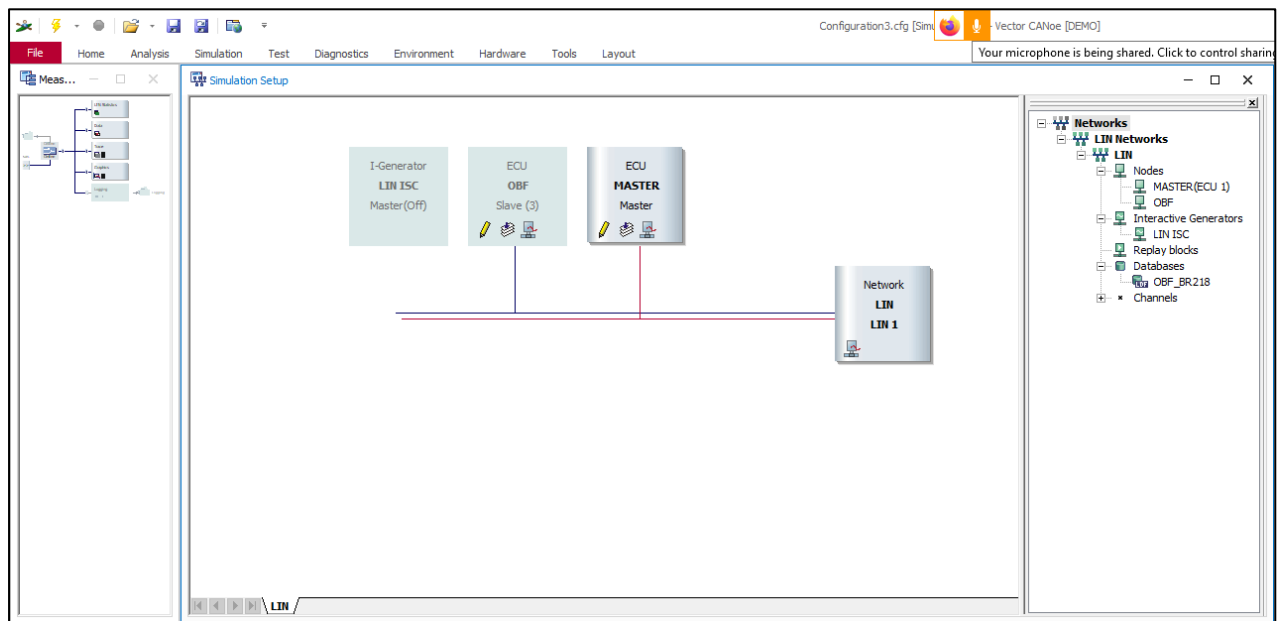 Configuration3.cfg [Simu
Vector CANoe [DEMO]
File Home Analysis Simulation Test Diagnostics Environment Hardware Tools Layout
Your microphone is being shared. Click to control sharin
Meas...
Simulation Setup
I-Generator
LIN ISC
Master(Off)
ECU
OBF
Slave (3)
ECU
MASTER
Master
Network
LIN
LIN 1
LIN
Networks
LIN Networks
LIN
Nodes
MASTER(ECU 1)
OBF
Interactive Generators
LIN ISC
Replay blocks
Databases
OBF_BR218
Channels